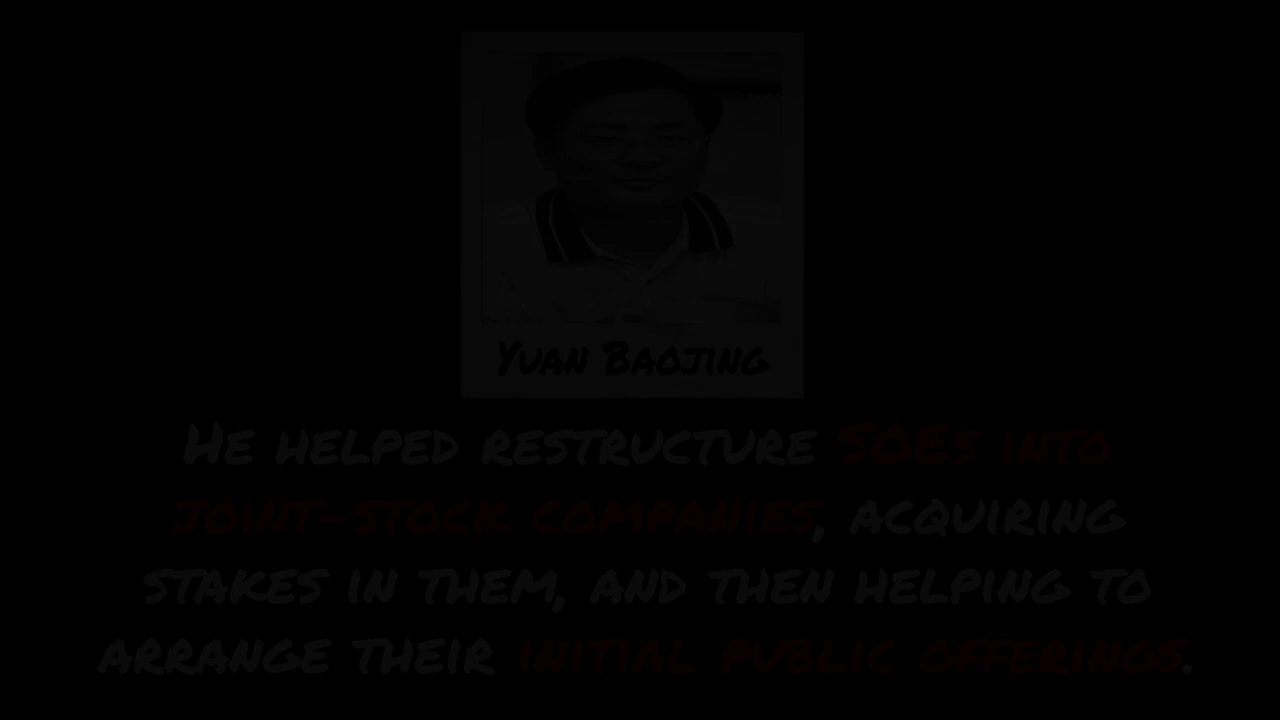 Yuan Baojing
He helped restructure SOEs into
joint-stock companies, acquiring
stakes in them, and then helping to
arrange their initial public offerings.